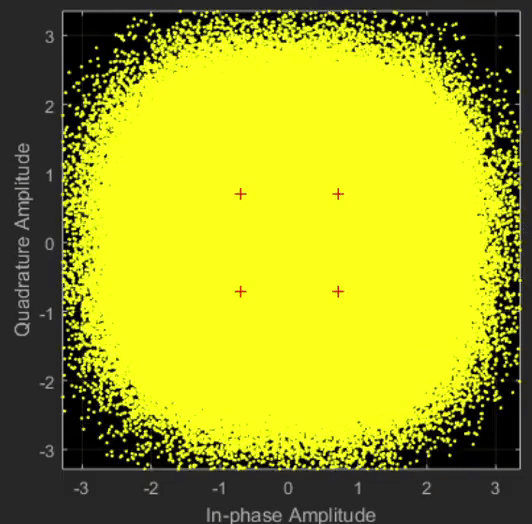 3
2
1
0
-1
-2
-3
Quadrature Amplitude
-3 -2 -1 0 1 2 3
In-phase Amplitude